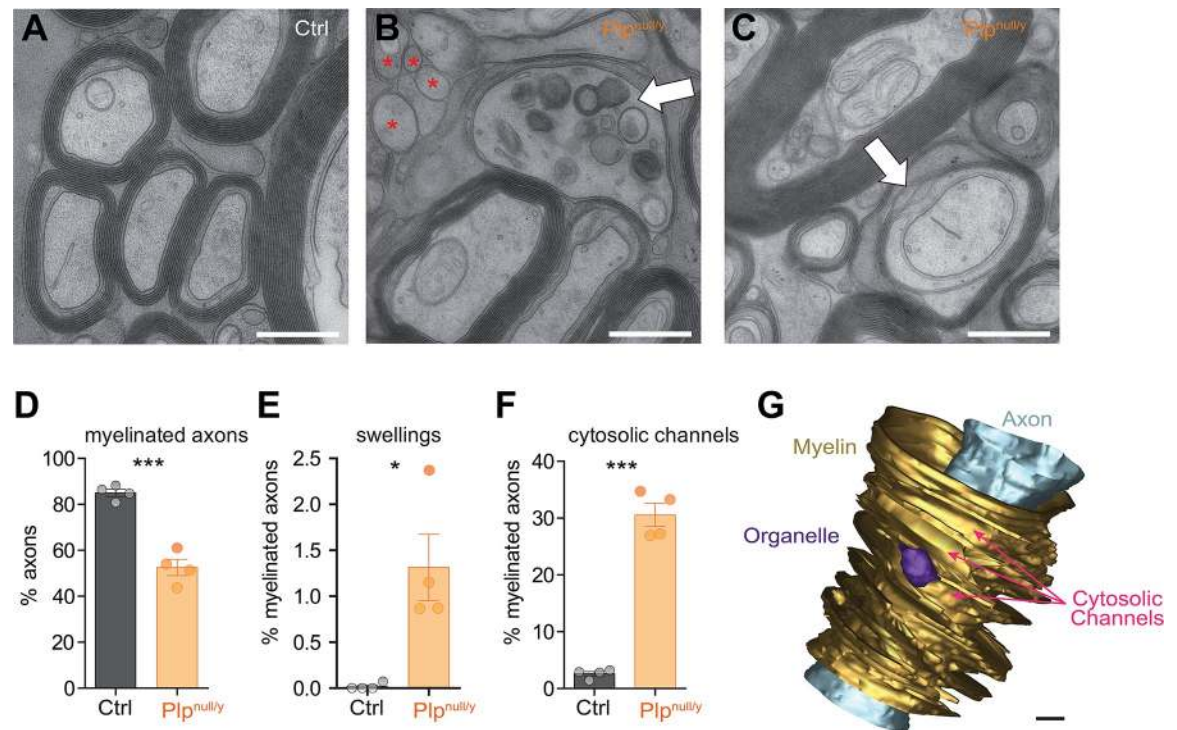 A
Ctrl
B
Plpnull/y
C
Plpnull/y
* * * *
D
myelinated axons
***
% axons
100
80
60
40
20
0
Ctrl
Plpnull/y
E
swellings
*
% myelinated axons
2.5
2.0
1.5
1.0
0.5
0.0
Ctrl
Plpnull/y
F
cytosolic channels
***
% myelinated axons
40
30
20
10
0
Ctrl
Plpnull/y
G
Axon
Myelin
Organelle
Cytosolic
Channels